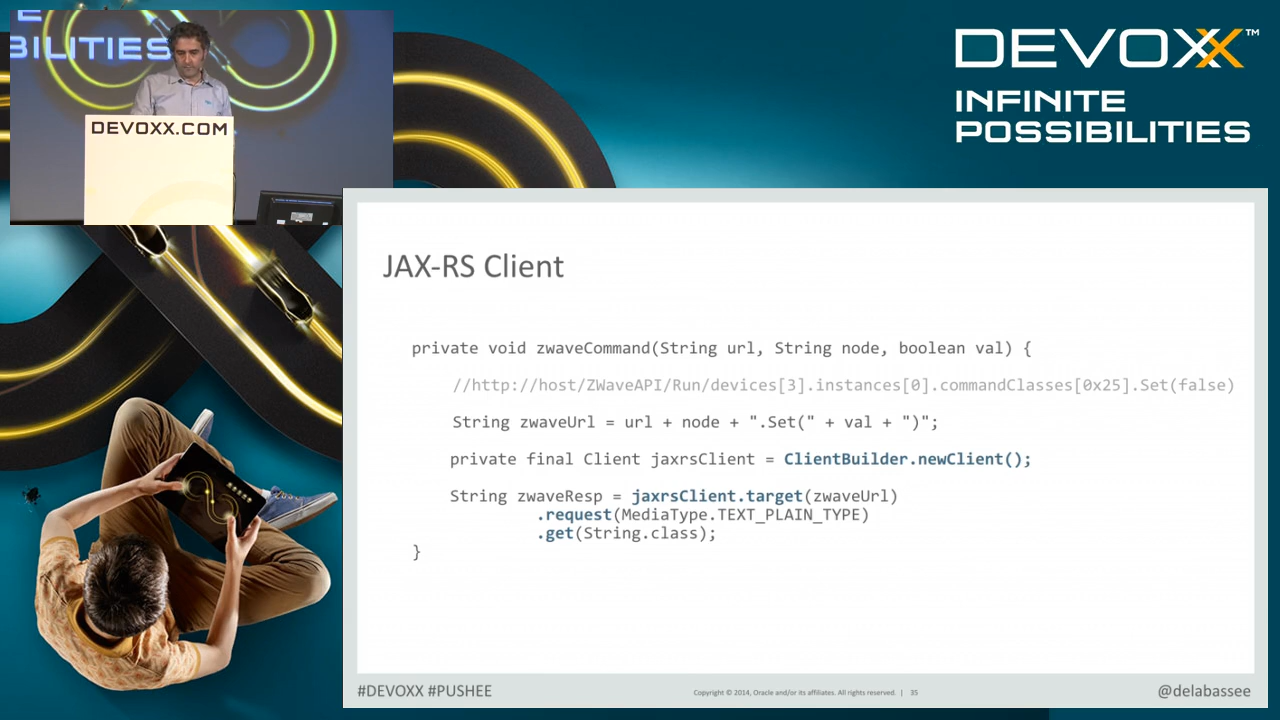 E
BILITIES
DEVOXX.COM
DEVOXX™
INFINITE
POSSIBILITIES
JAX-RS Client
private void zwaveCommand(String url, String node, boolean val) {
//http://host/ZWaveAPI/Run/devices[3].instances[0].commandClasses[0x25].Set(false)
String zwaveUrl = url + node + ".Set(" + val + ")";
private final Client jaxrsClient = ClientBuilder.newClient();
String zwaveResp = jaxrsClient.target(zwaveUrl)
.request(MediaType.TEXT_PLAIN_TYPE)
.get(String.class);
}
#DEVOXX #PUSHEE
Copyright © 2014, Oracle and/or its affiliates. All rights reserved. | 35
@delabassee